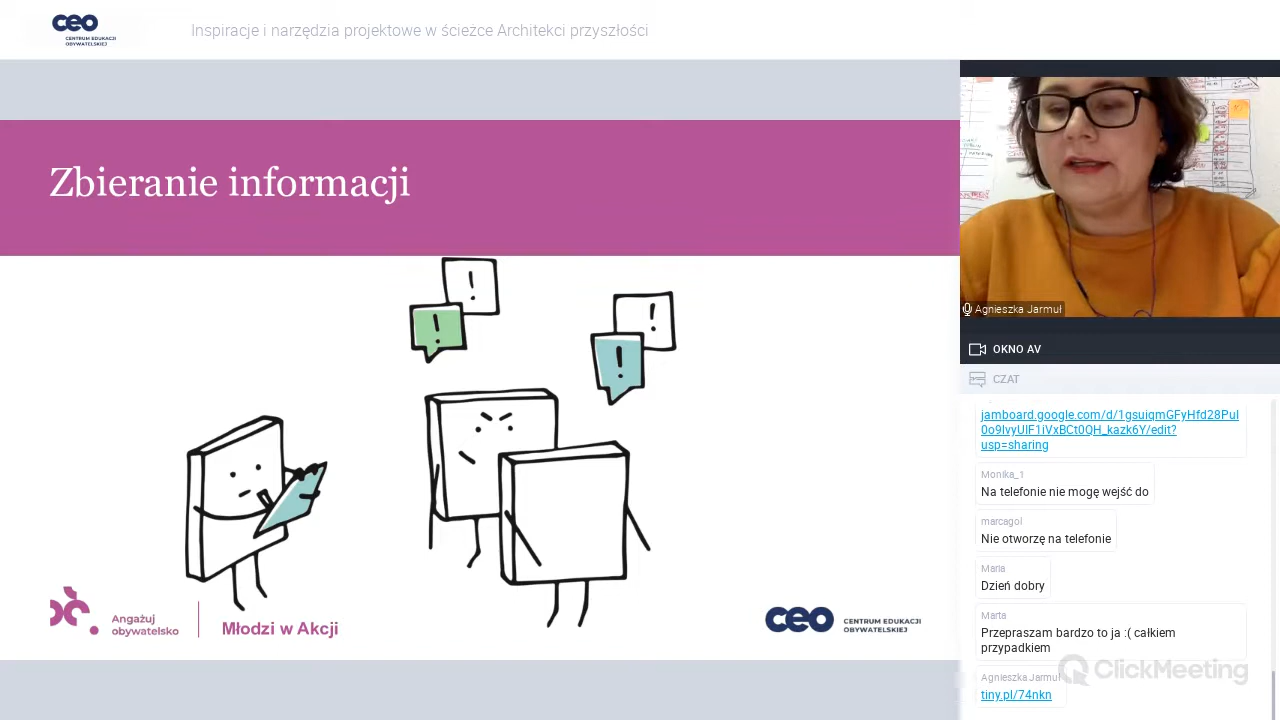 ceo
CENTRUM EDUKACJI
OBYWATELSKIEJ
Inspiracje i narzędzia projektowe w ścieżce Architekci przyszłości
Zbieranie informacji
!
!
!
!
Angażuj
obywatelsko
Młodzi w Akcji
ceo
CENTRUM EDUKACJI
OBYWATELSKIEJ
Agnieszka Jarmuł
OKNO AV
CZAT
jamboard.google.com/d/1gsuiqmGFyHfd28PuI
0o9lvyUIF1iVxBCt0QH_kazk6Y/edit?
usp=sharing
Monika_1
Na telefonie nie mogę wejść do
marcagol
Nie otworzę na telefonie
Maria
Dzień dobry
Marta
Przepraszam bardzo to ja :( całkiem
przypadkiem
Agnieszka Jarmuł
tiny.pl/74nkn
ClickMeeting